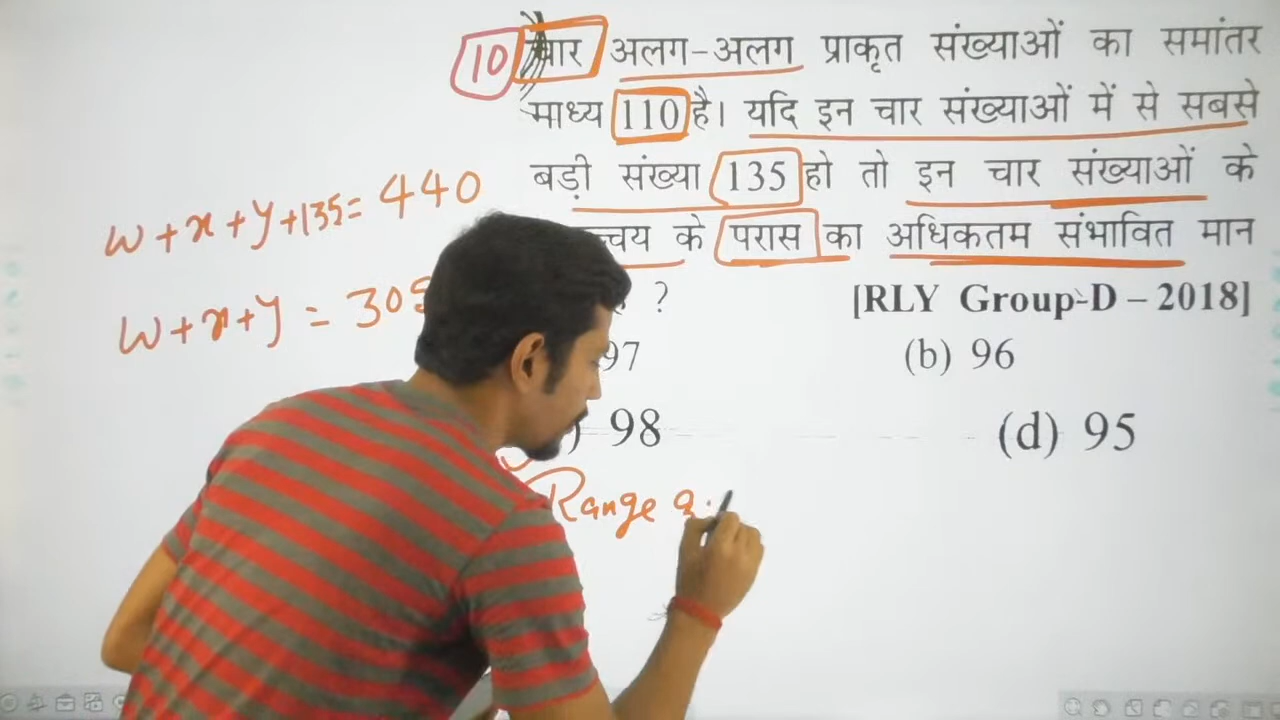 10 चार अलग-अलग प्राकृत संख्याओं का समांतर
माध्य 110 है। यदि इन चार संख्याओं में से सबसे
बड़ी संख्या 135 हो तो इन चार संख्याओं के
के परास का अधिकतम संभावित मान
?
[RLY Group-D – 2018]
97
(b) 96
98
(d) 95
w + x + y + 135 = 440
w + x + y = 305
Range